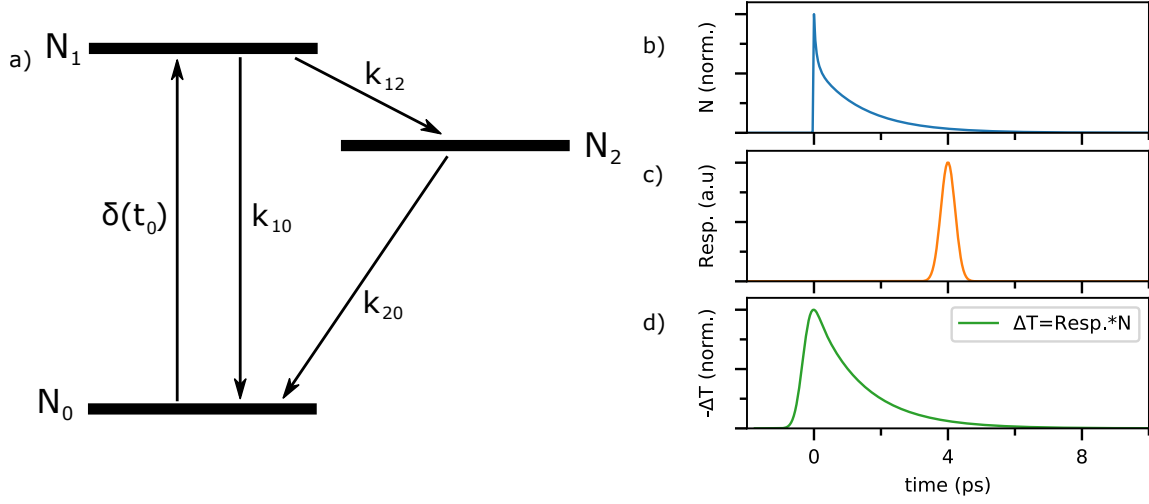 a)
N₁
k₁₂
N₂
δ(t₀)
k₁₀
k₂₀
N₀
b)
N (norm.)
c)
Resp. (a.u)
d)
-ΔT (norm.)
ΔT=Resp.*N
0 4 8
time (ps)